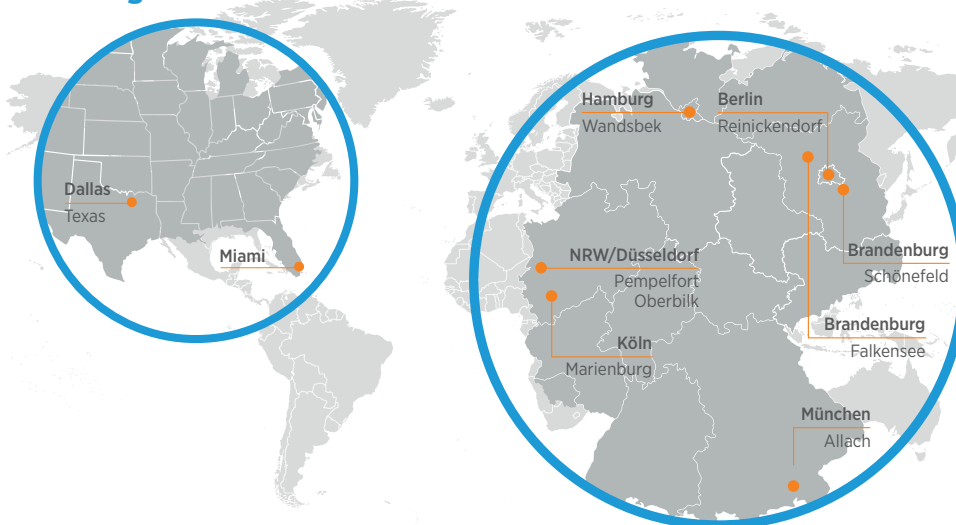 Dallas
Texas
Miami
Hamburg
Wandsbek
Berlin
Reinickendorf
NRW/Düsseldorf
Pempelfort
Oberbilk
Köln
Marienburg
Brandenburg
Schönefeld
Brandenburg
Falkensee
München
Allach